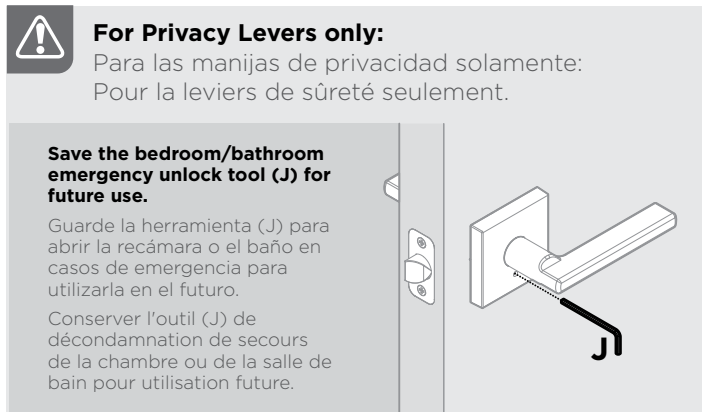 For Privacy Levers only:
Para las manijas de privacidad solamente:
Pour la leviers de sûreté seulement.
Save the bedroom/bathroom
emergency unlock tool (J) for
future use.
Guarde la herramienta (J) para
abrir la recámara o el baño en
casos de emergencia para
utilizarla en el futuro.
Conserver l'outil (J) de
décondamnation de secours
de la chambre ou de la salle de
bain pour utilisation future.
J